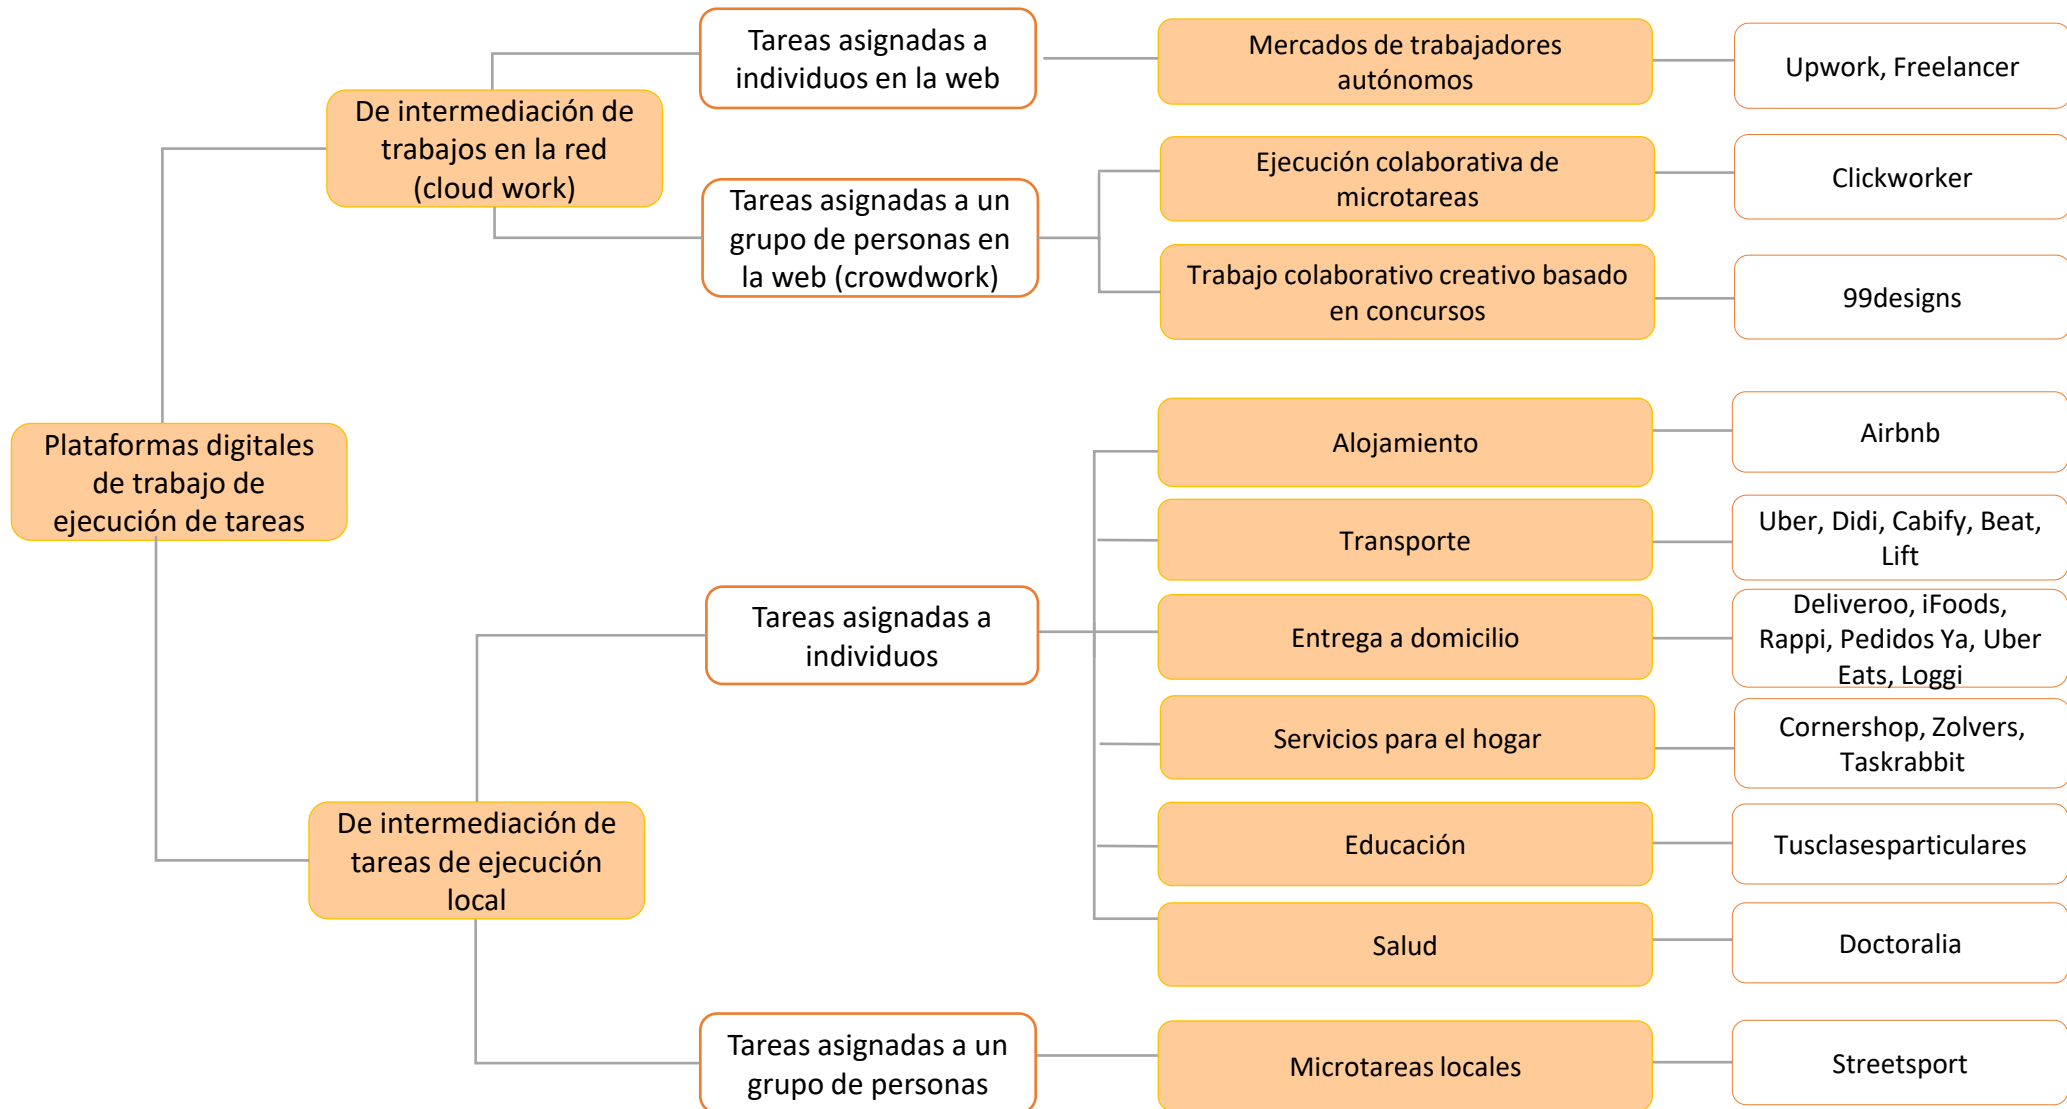 Tareas asignadas a
individuos en la web
Mercados de trabajadores
autónomos
Upwork, Freelancer
De intermediación de
trabajos en la red
(cloud work)
Tareas asignadas a un
grupo de personas en
la web (crowdwork)
Ejecución colaborativa de
microtareas
Clickworker
Trabajo colaborativo creativo basado
en concursos
99designs
Plataformas digitales
de trabajo de
ejecución de tareas
Alojamiento
Airbnb
Transporte
Uber, Didi, Cabify, Beat,
Lift
Tareas asignadas a
individuos
Entrega a domicilio
Deliveroo, iFoods,
Rappi, Pedidos Ya, Uber
Eats, Loggi
Servicios para el hogar
Cornershop, Zolvers,
Taskrabbit
De intermediación de
tareas de ejecución
local
Educación
Tusclasesparticulares
Salud
Doctoralia
Tareas asignadas a un
grupo de personas
Microtareas locales
Streetsport